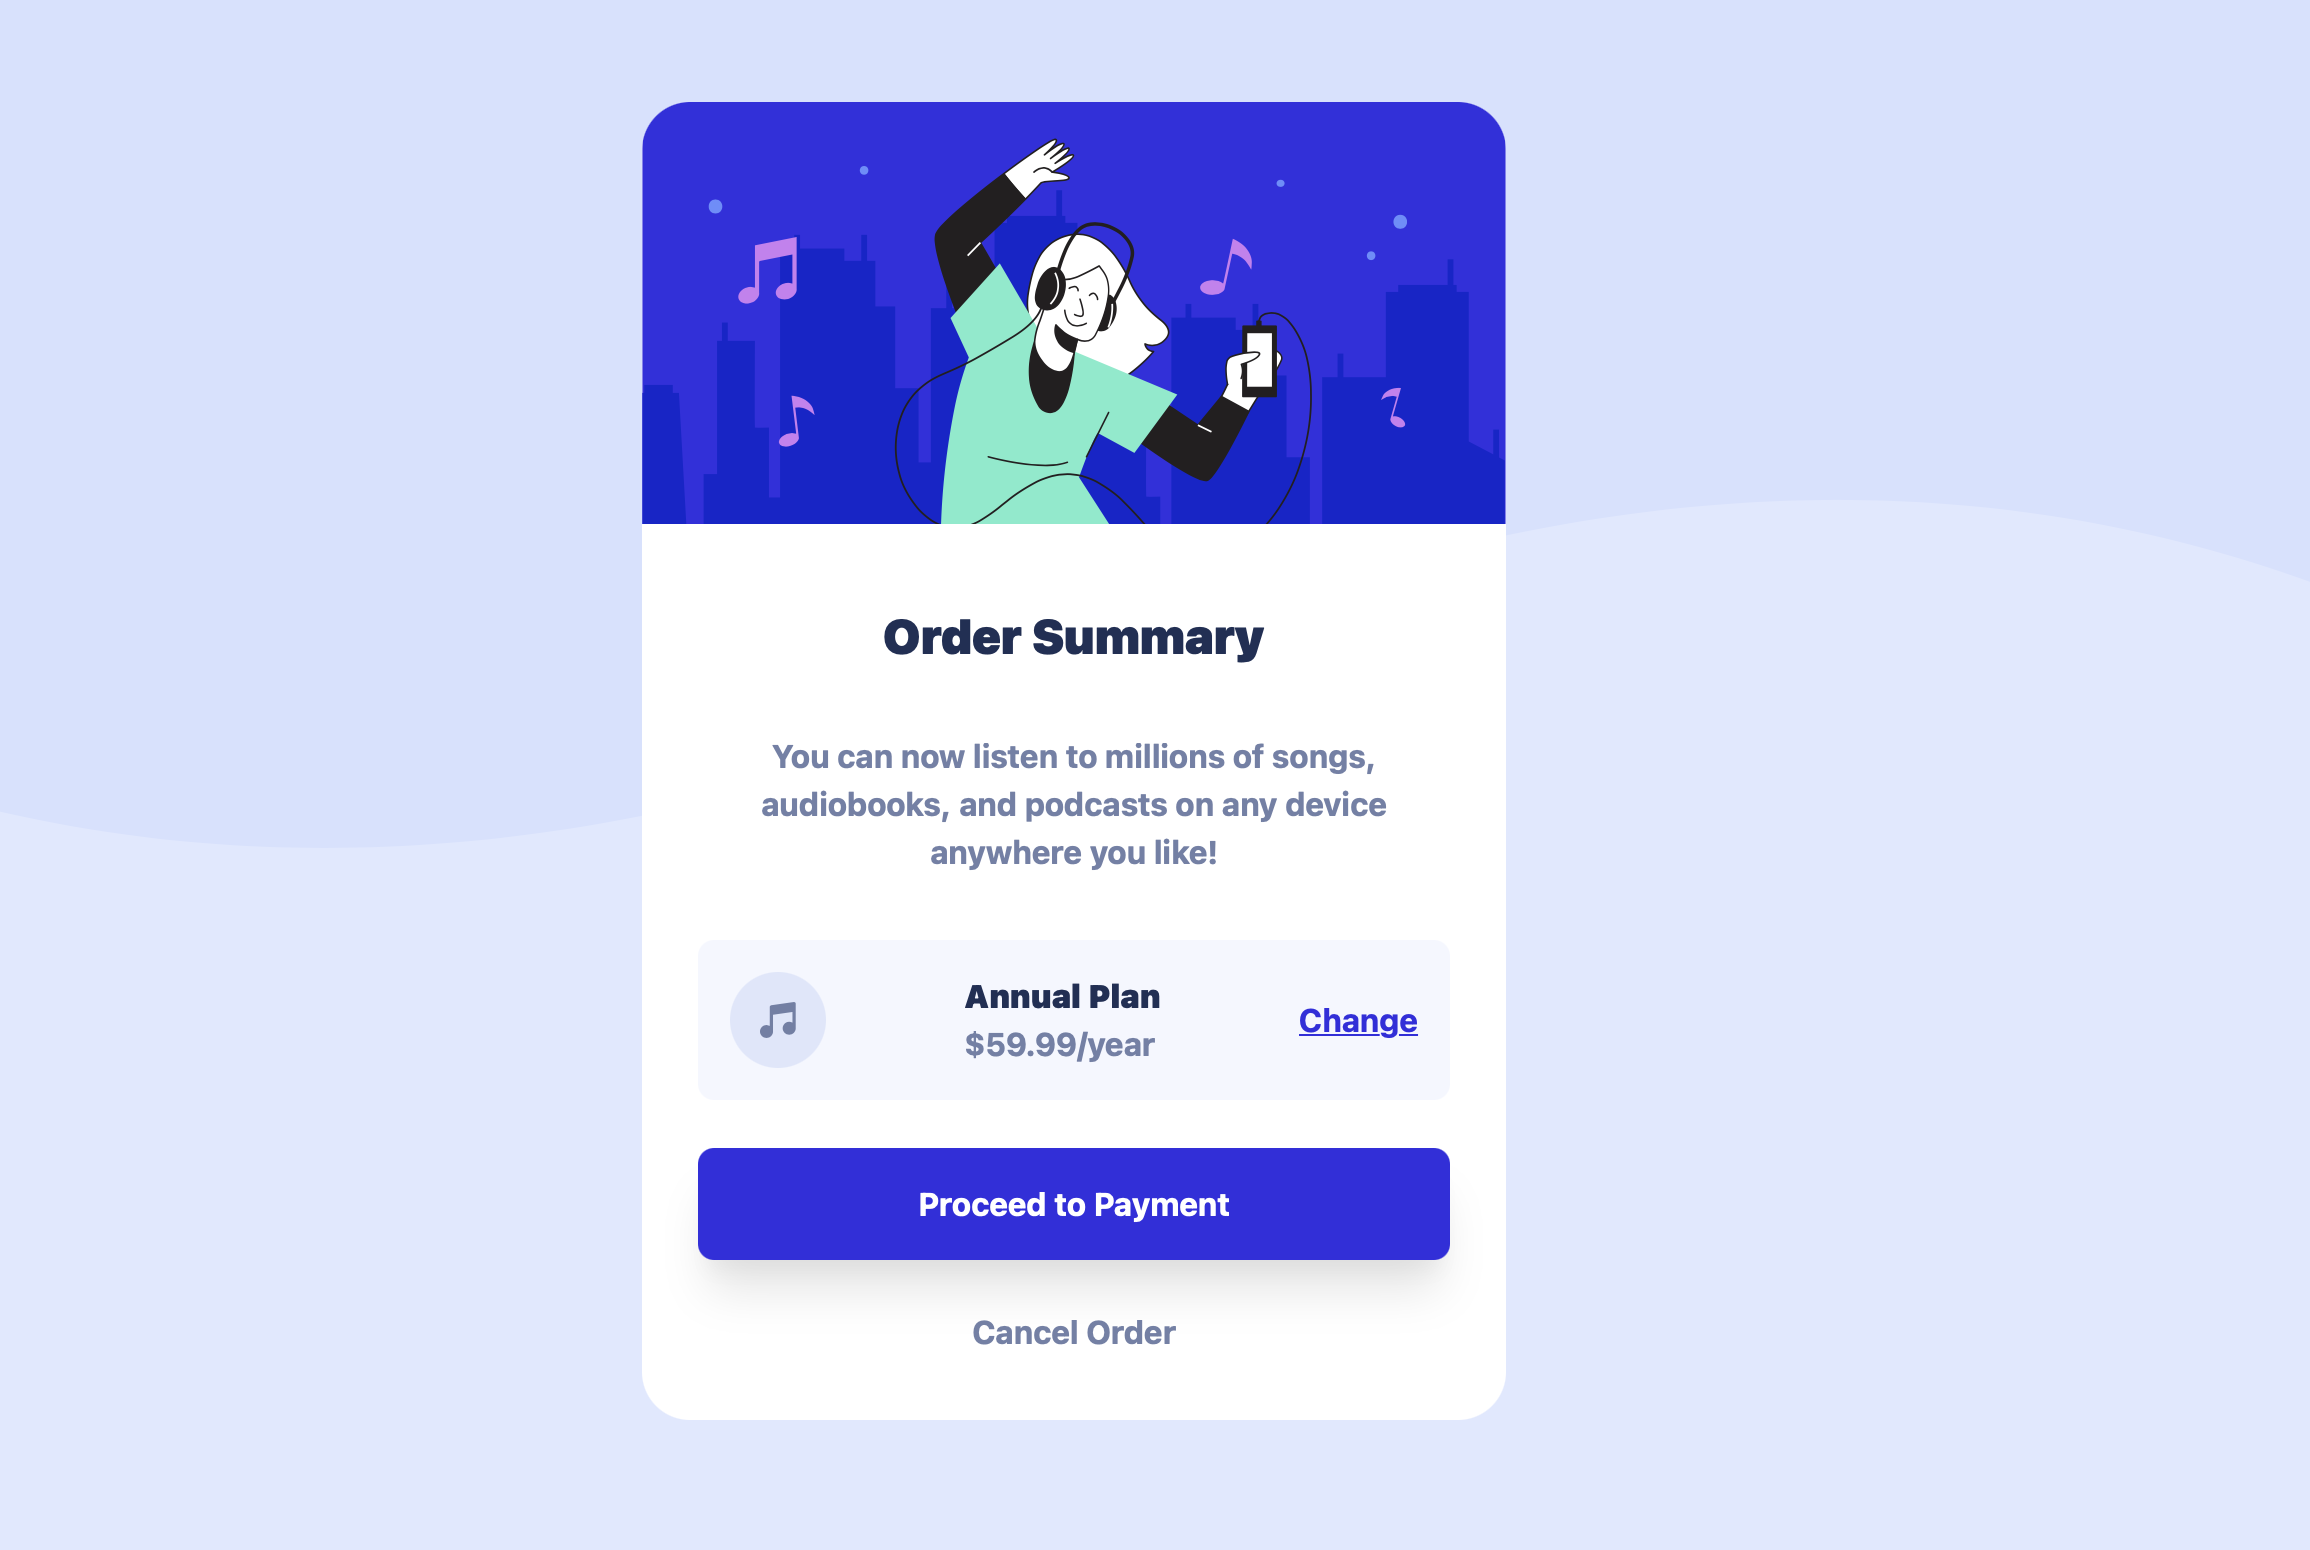 Order Summary
You can now listen to millions of songs,
audiobooks, and podcasts on any device
anywhere you like!
Annual Plan
$59.99/year
Change
Proceed to Payment
Cancel Order